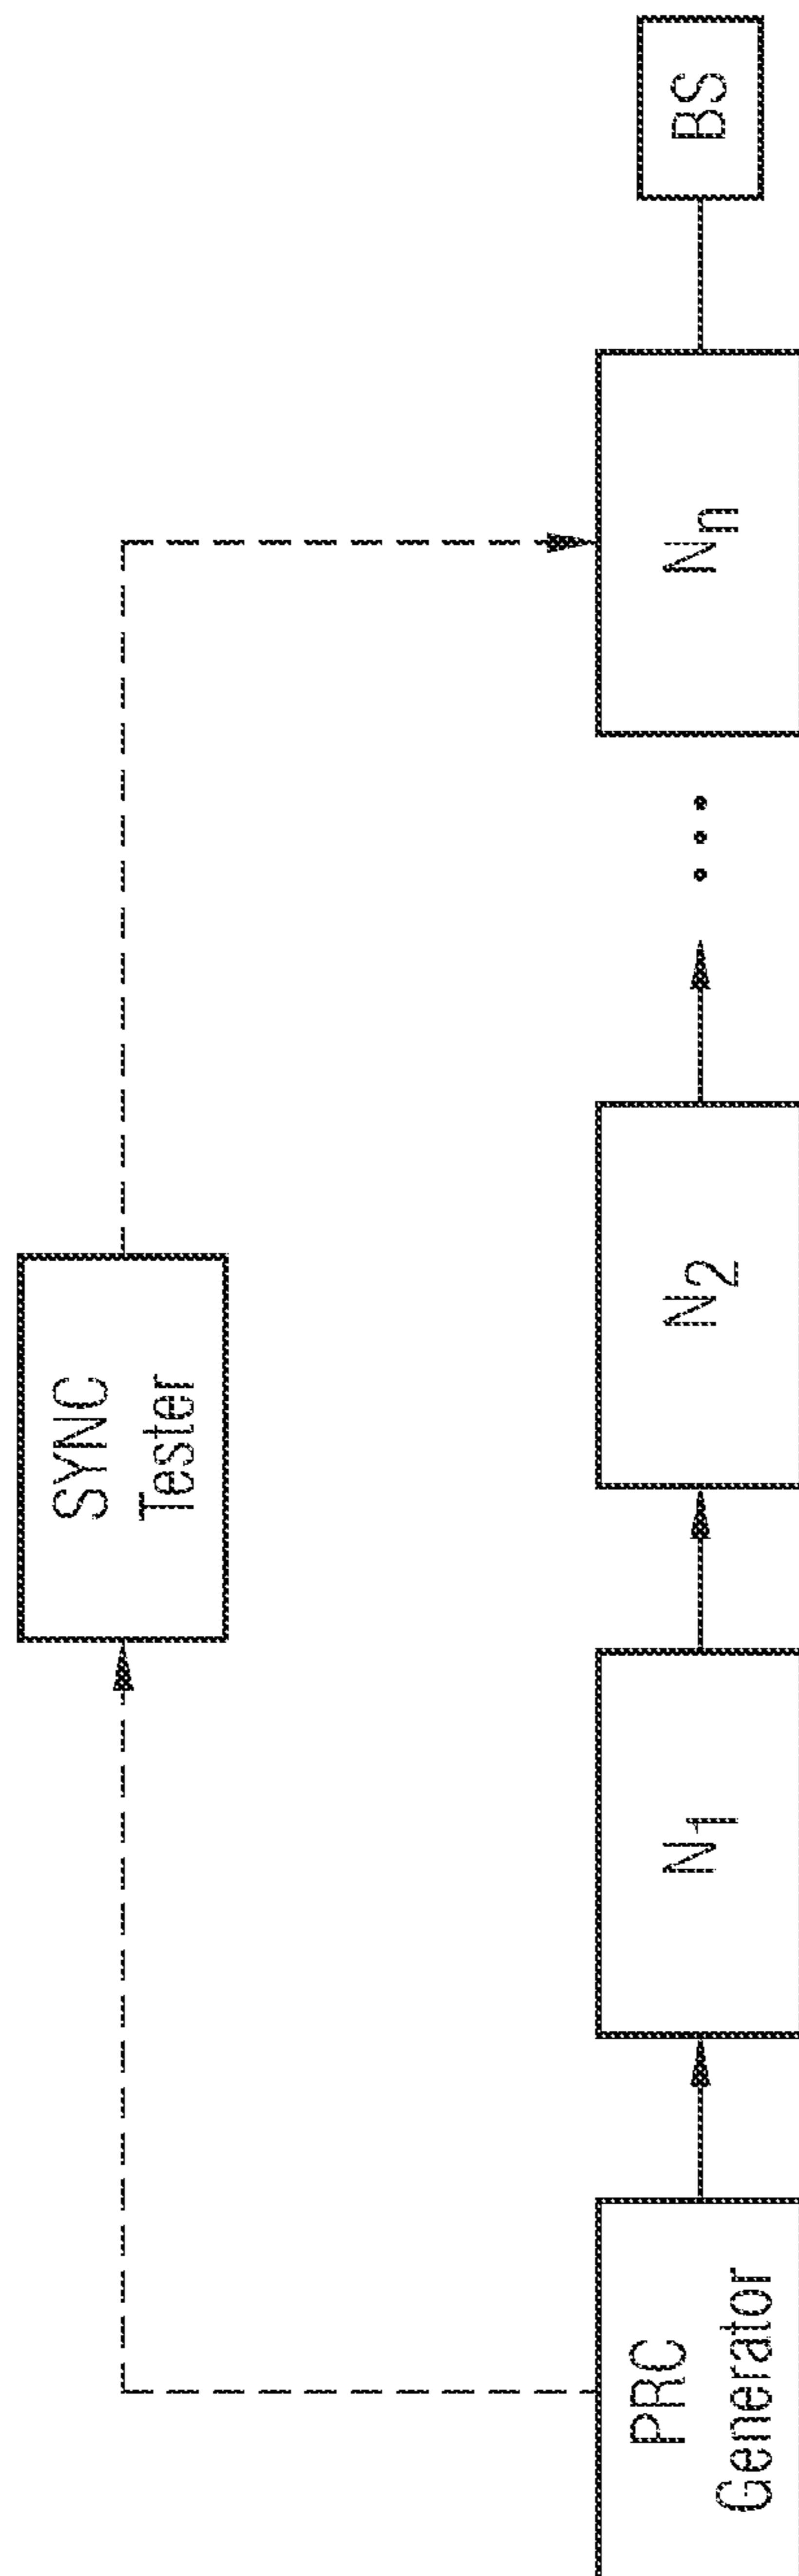 SYNC
Tester
PRC
Generator
N1
N2
...
Nn
BS